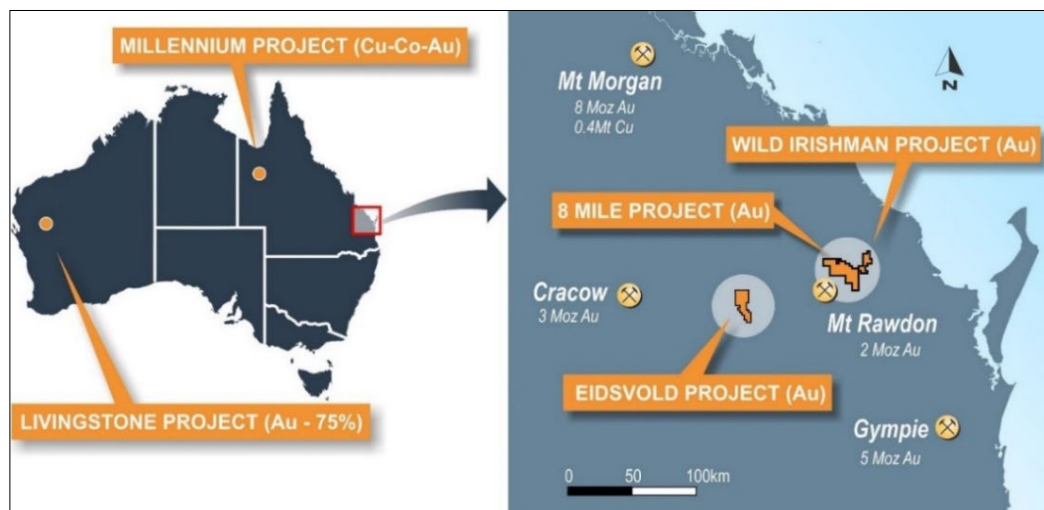 MILLENNIUM PROJECT (Cu-Co-Au)
LIVINGSTONE PROJECT (Au - 75%)
Mt Morgan
8 Moz Au
0.4Mt Cu
N
WILD IRISHMAN PROJECT (Au)
8 MILE PROJECT (Au)
Cracow
3 Moz Au
Mt Rawdon
2 Moz Au
EIDSVOLD PROJECT (Au)
Gympie
5 Moz Au
0 50 100km